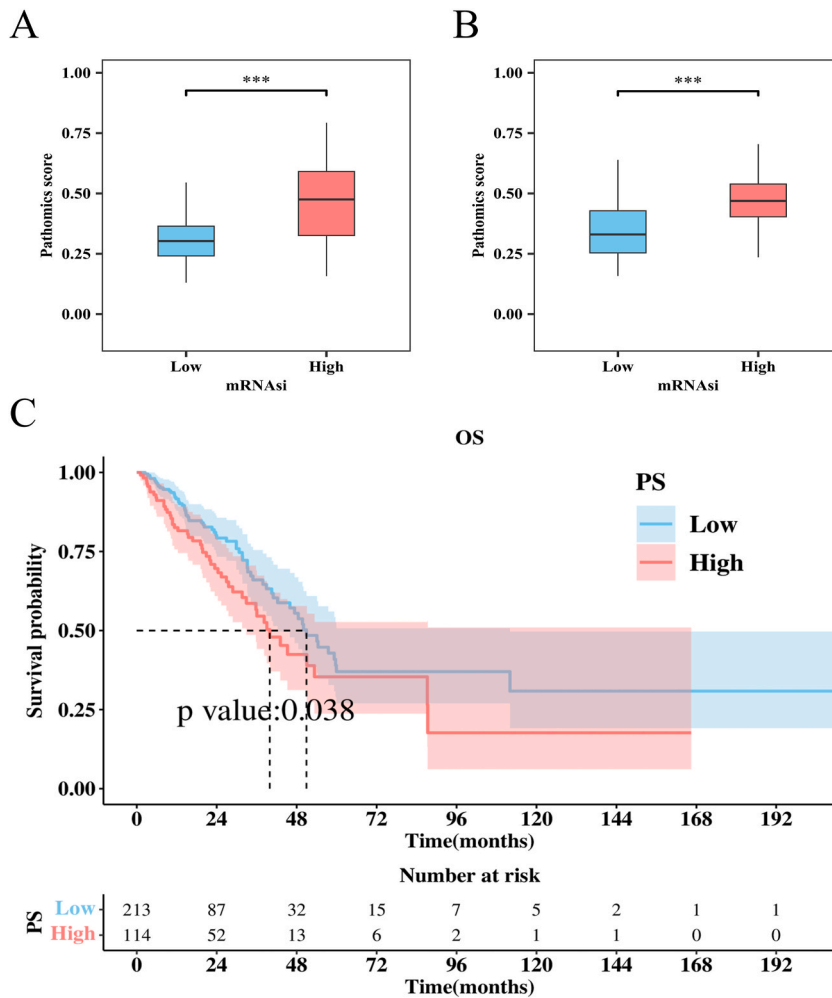 A
B
***
***
1.00
0.75
0.50
0.25
0.00
Pathomics score
Low
High
mRNAsi
1.00
0.75
0.50
0.25
0.00
Pathomics score
Low
High
mRNAsi
C
OS
1.00
0.75
0.50
0.25
0.00
Survival probability
PS
Low
High
p value:0.038
0 24 48 72 96 120 144 168 192
Time(months)
Number at risk
PS
Low 213 87 32 15 7 5 2 1 1
High 114 52 13 6 2 1 1 0 0
0 24 48 72 96 120 144 168 192
Time(months)